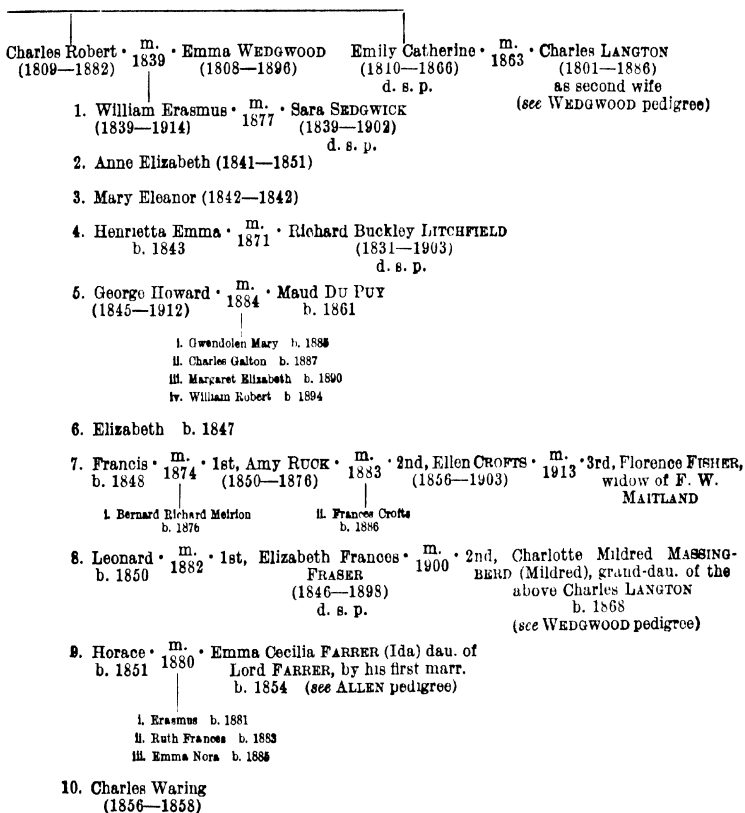 Charles Robert · m. 1839 · Emma WEDGWOOD Emily Catherine · m. 1863 · Charles LANGTON
(1809—1882) (1808—1896) (1810—1866) (1801—1886)
d. s. p. as second wife
(see WEDGWOOD pedigree)
1. William Erasmus · m. 1877 · Sara SEDGWICK
(1839—1914) (1839—1902)
d. s. p.
2. Anne Elizabeth (1841—1851)
3. Mary Eleanor (1842—1842)
4. Henrietta Emma · m. 1871 · Richard Buckley LITCHFIELD
b. 1843 (1831—1903)
d. s. p.
5. George Howard · m. 1884 · Maud DU PUY
(1845—1912) b. 1861
i. Gwendolen Mary b. 1885
ii. Charles Galton b. 1887
iii. Margaret Elizabeth b. 1890
iv. William Robert b 1894
6. Elizabeth b. 1847
7. Francis · m. 1874 · 1st, Amy RUCK · m. 1883 · 2nd, Ellen CROFTS · m. 1913 · 3rd, Florence FISHER,
b. 1848 (1850—1876) (1856—1903) widow of F. W.
MAITLAND
i. Bernard Richard Meirion ii. Frances Crofts
b. 1876 b. 1886
8. Leonard · m. 1882 · 1st, Elizabeth Frances · m. 1900 · 2nd, Charlotte Mildred MASSING-
b. 1850 FRASER BERD (Mildred), grand-dau. of the
(1846—1898) above Charles LANGTON
d. s. p. b. 1868
(see WEDGWOOD pedigree)
9. Horace · m. 1880 · Emma Cecilia FARRER (Ida) dau. of
b. 1851 Lord FARRER, by his first marr.
b. 1854 (see ALLEN pedigree)
i. Erasmus b. 1881
ii. Ruth Frances b. 1883
iii. Emma Nora b. 1885
10. Charles Waring
(1856—1858)